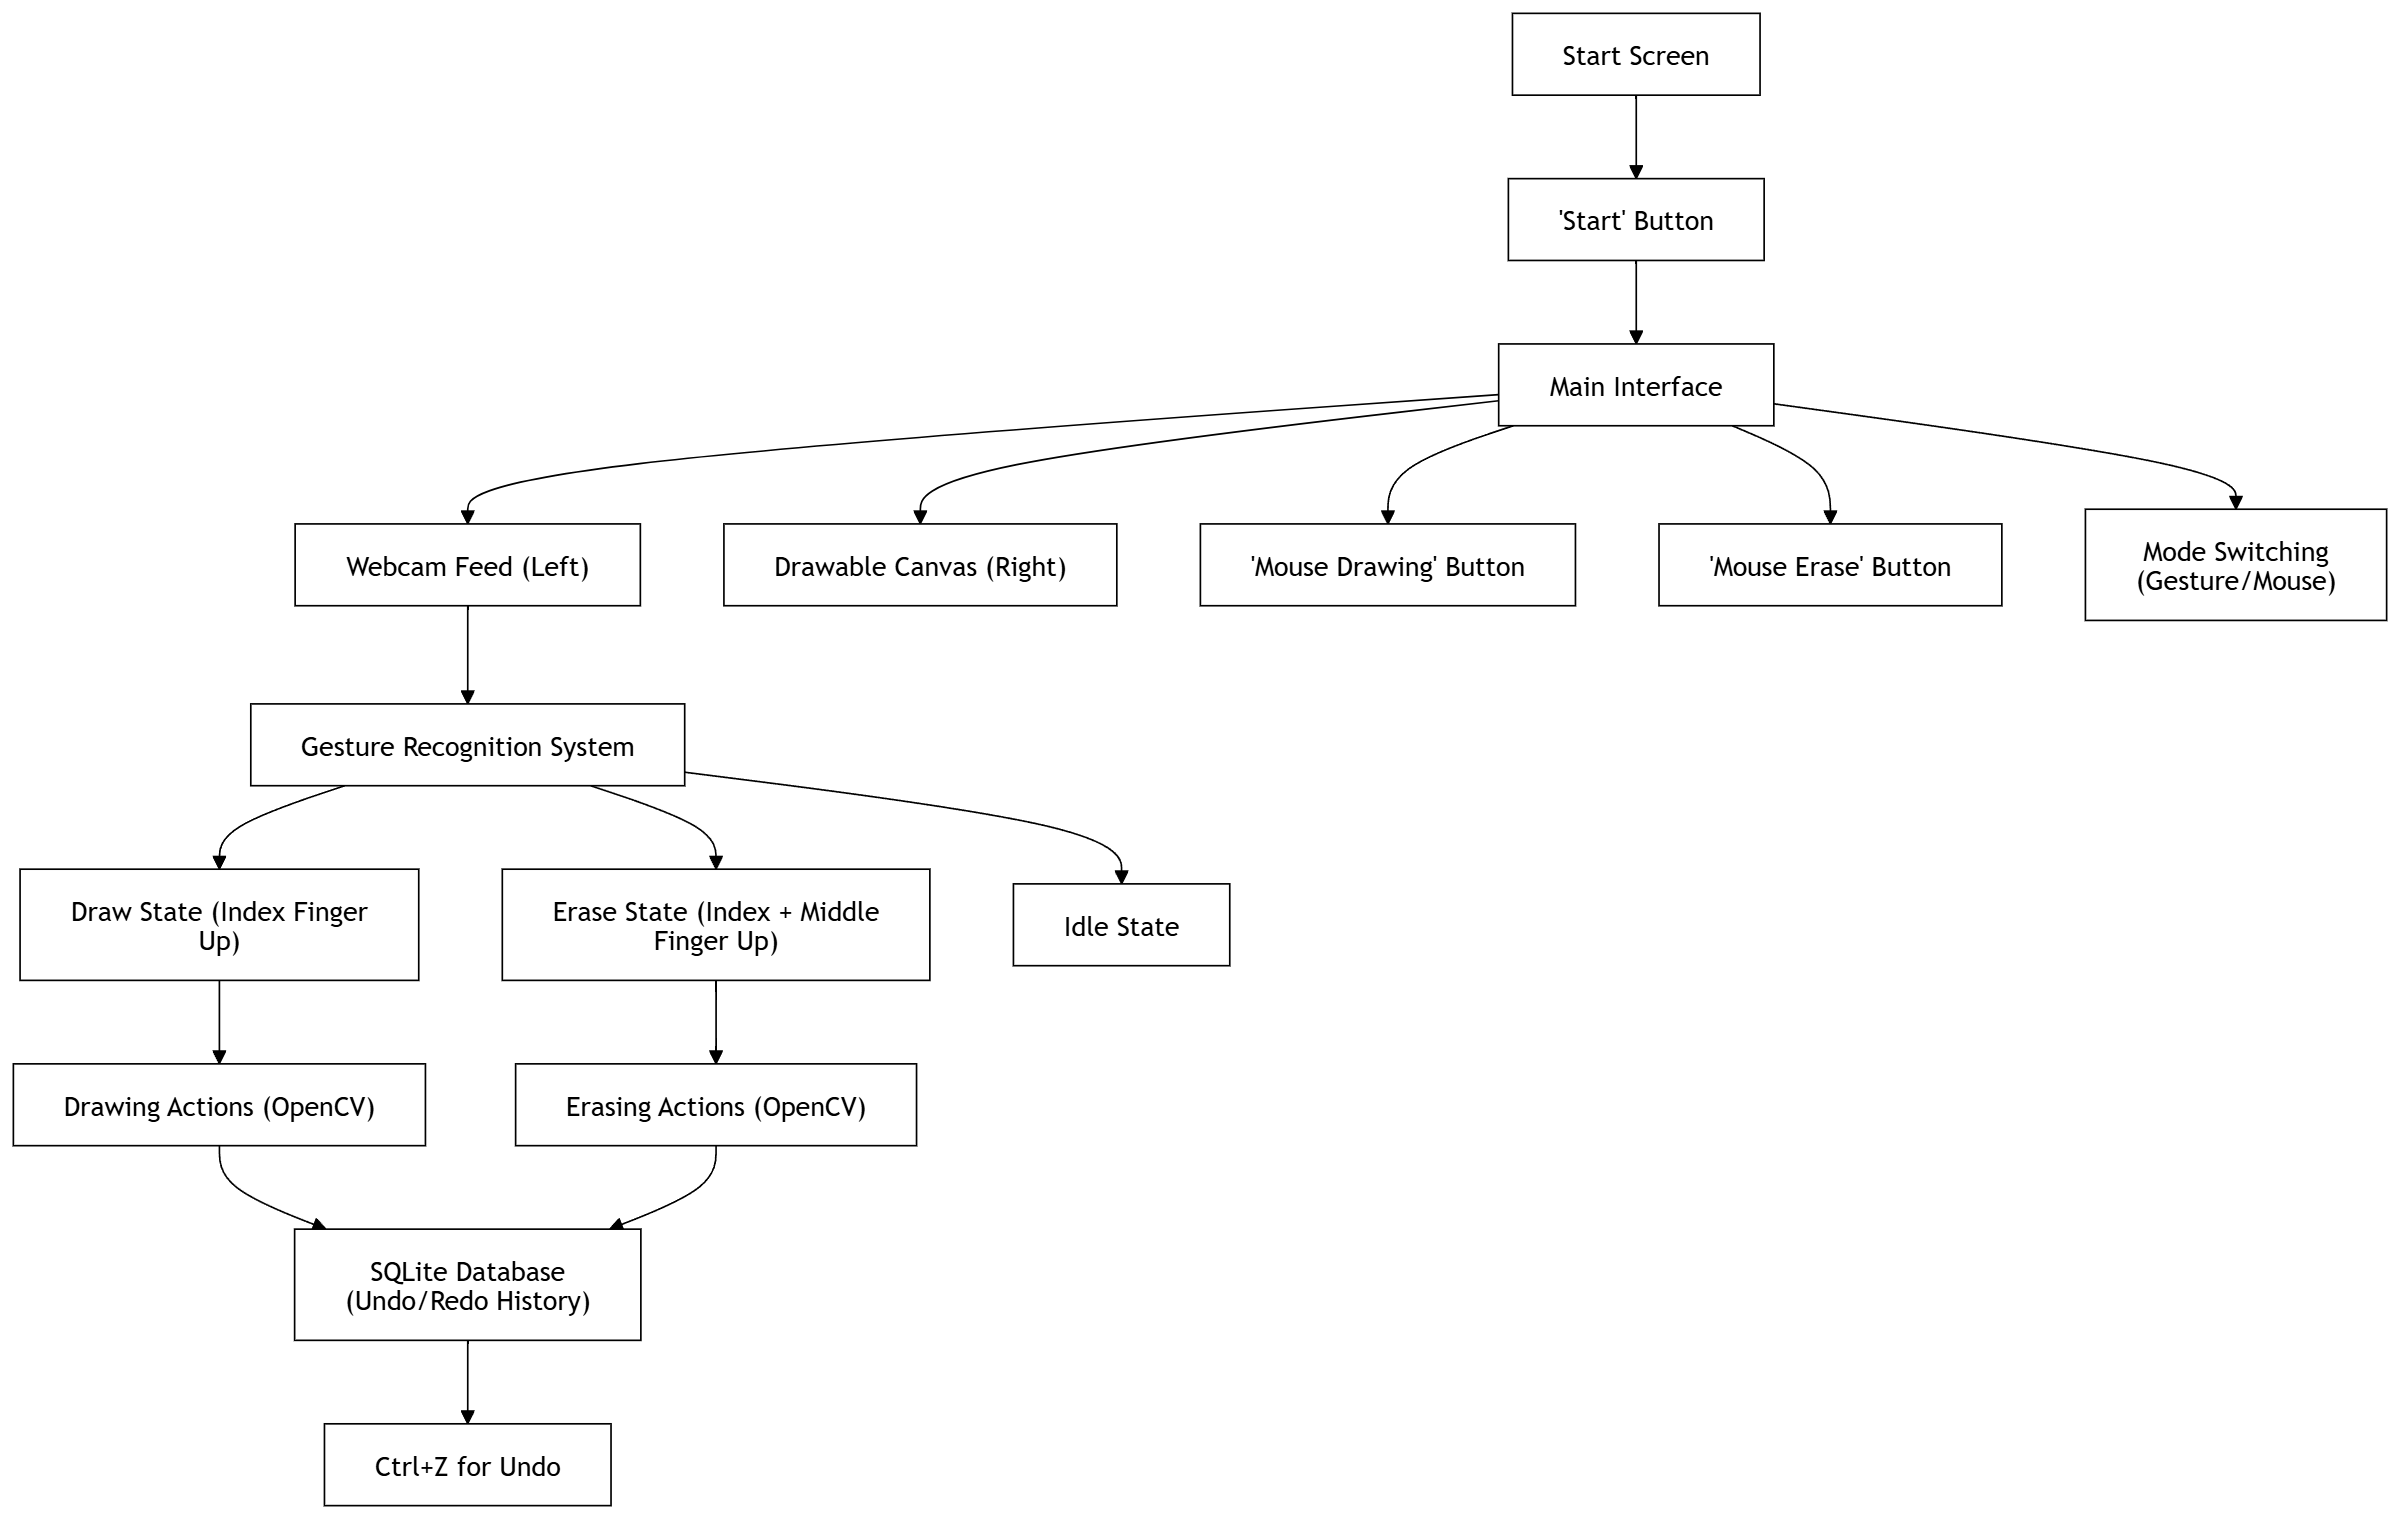 Start Screen
'Start' Button
Main Interface
Webcam Feed (Left)
Drawable Canvas (Right)
'Mouse Drawing' Button
'Mouse Erase' Button
Mode Switching
(Gesture/Mouse)
Gesture Recognition System
Draw State (Index Finger
Up)
Erase State (Index + Middle
Finger Up)
Idle State
Drawing Actions (OpenCV)
Erasing Actions (OpenCV)
SQLite Database
(Undo/Redo History)
Ctrl+Z for Undo